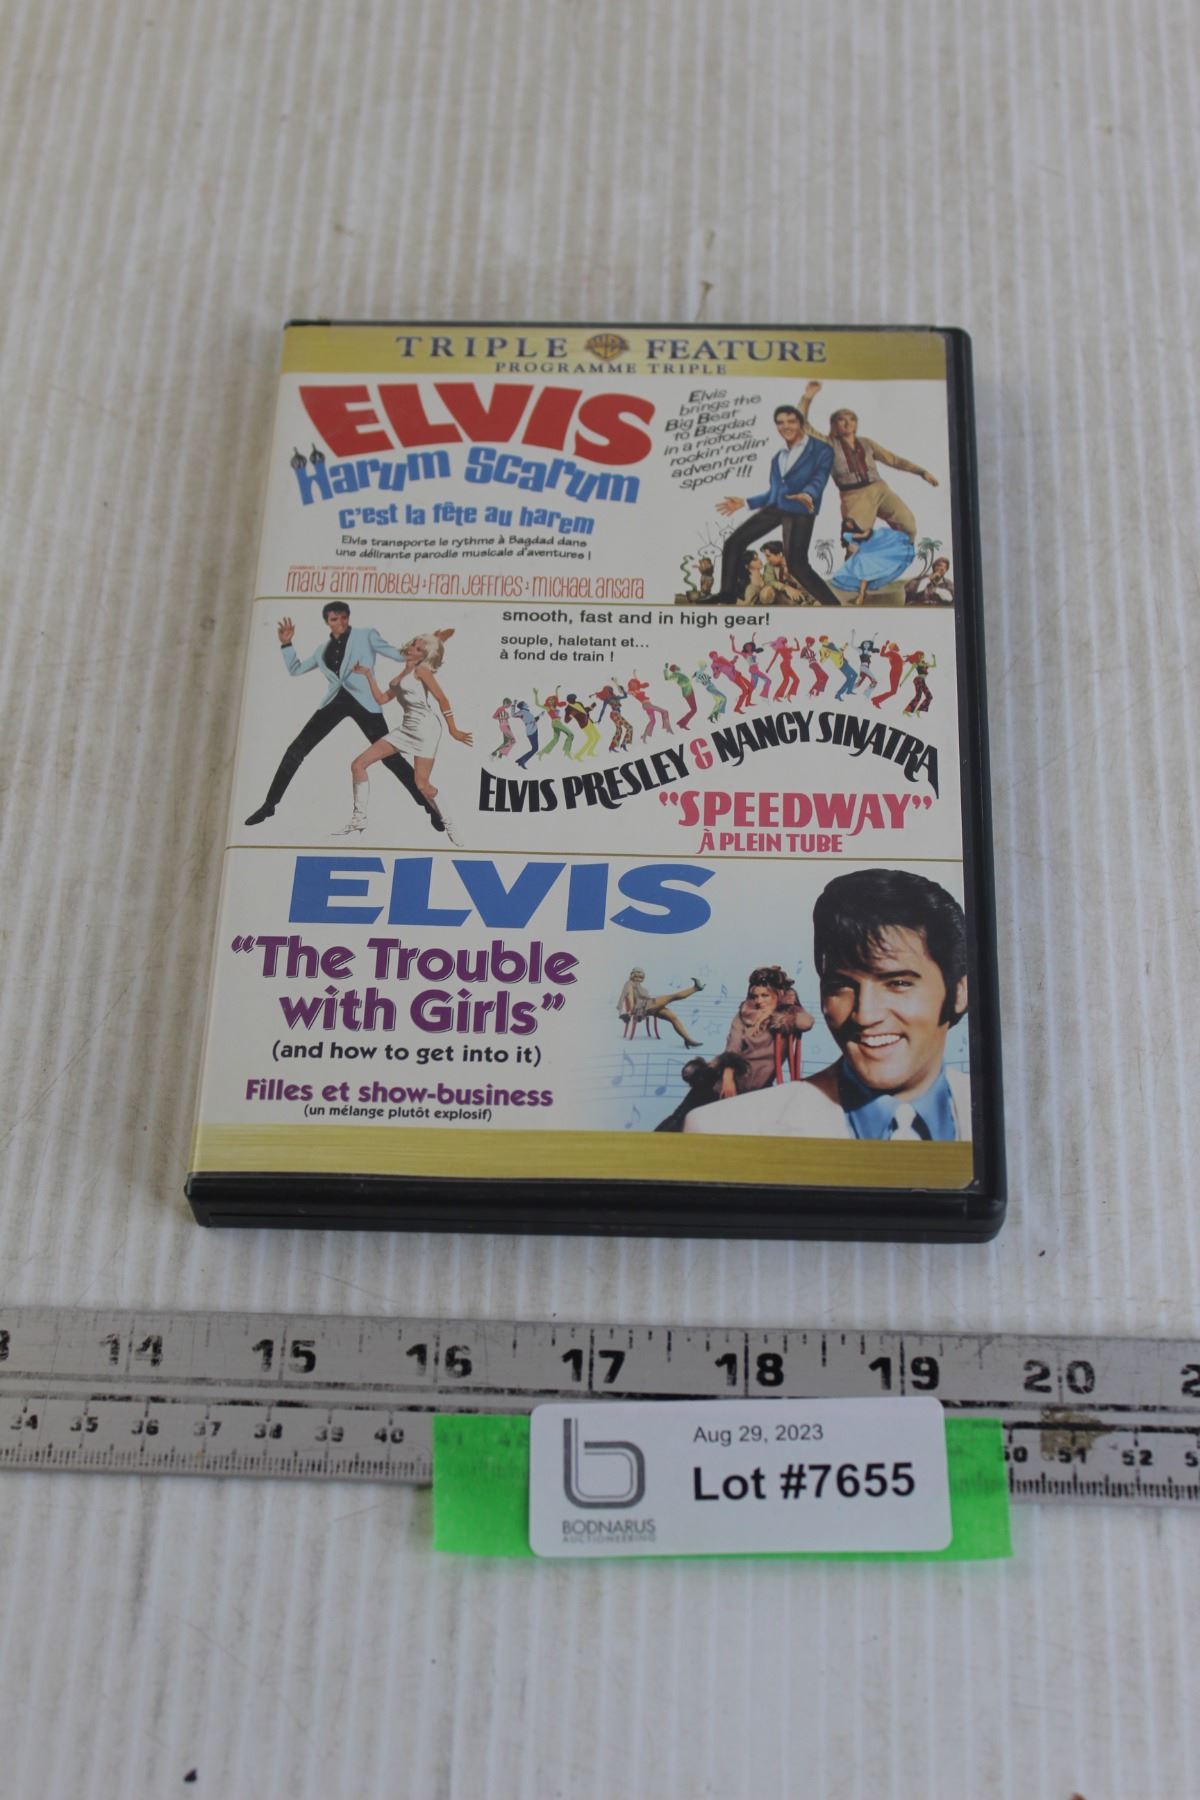 TRIPLE WB FEATURE
PROGRAMME TRIPLE
ELVIS
Harum Scarum
C'est la fête au harem
Elvis transporte le rythme à Bagdad dans
une délirante parodie musicale d'aventures !
mary ann mobley · Fran Jeffries · michael ansara
Elvis
brings the
Big Beat
to Bagdad
in a riotous,
rockin' rollin'
adventure
spoof !!!
smooth, fast and in high gear!
souple, haletant et...
à fond de train !
ELVIS PRESLEY & NANCY SINATRA
"SPEEDWAY"
À PLEIN TUBE
ELVIS
"The Trouble
with Girls"
(and how to get into it)
Filles et show-business
(un mélange plutôt explosif)
14 15 16 17 18 19 20
34 35 36 37 38 39 40 41 42 50 51 52
Aug 29, 2023
Lot #7655
b
BODNARUS
AUCTIONEERING